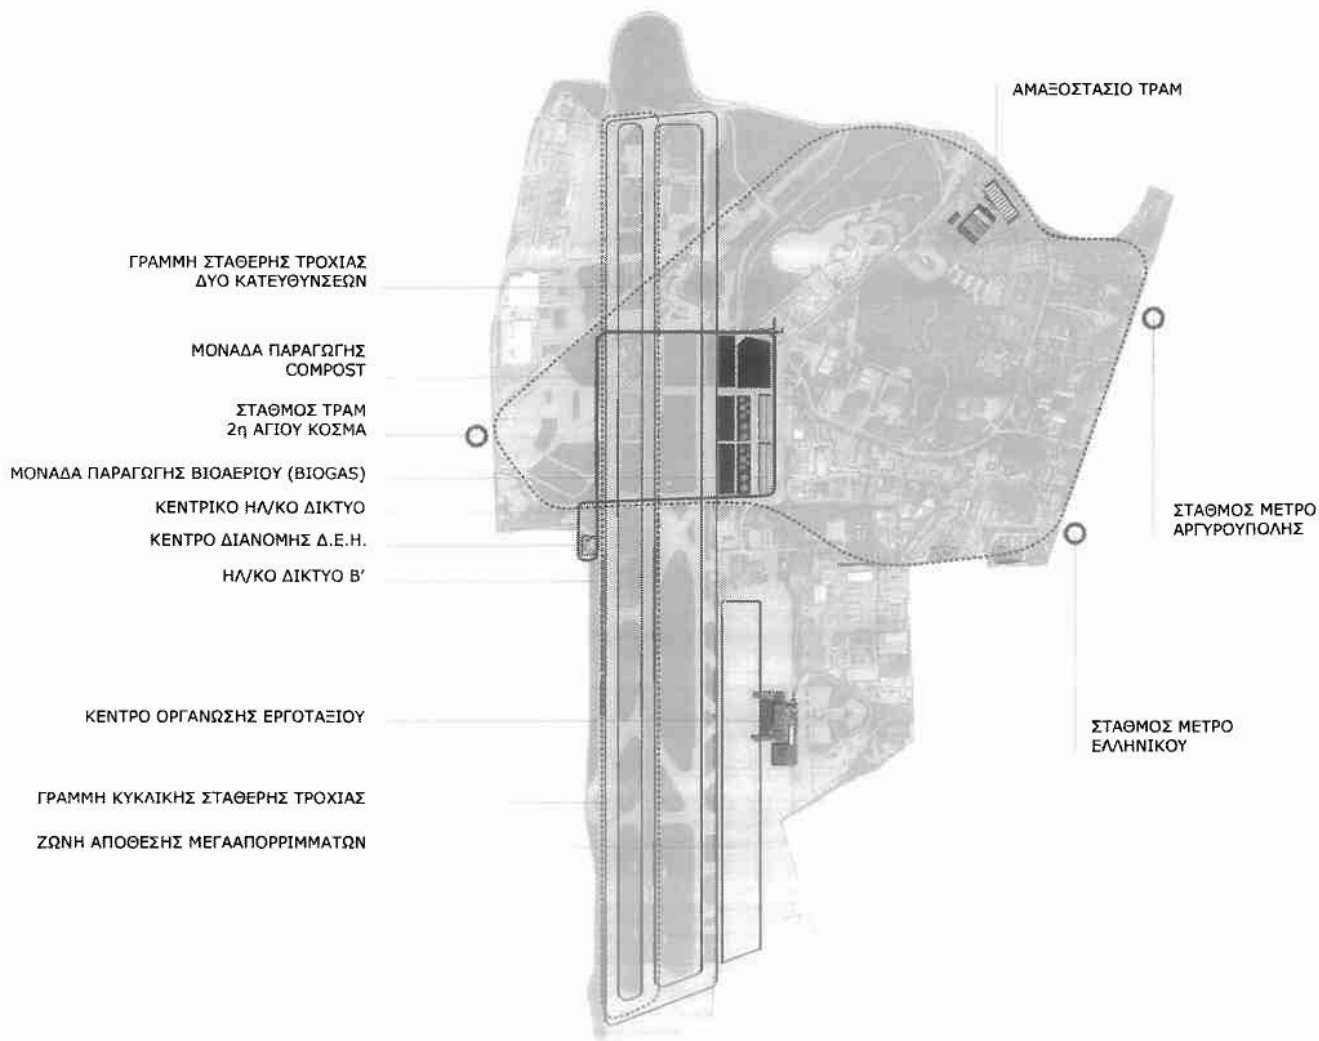 ΑΜΑΞΟΣΤΑΣΙΟ ΤΡΑΜ
ΓΡΑΜΜΗ ΣΤΑΘΕΡΗΣ ΤΡΟΧΙΑΣ
ΔΥΟ ΚΑΤΕΥΘΥΝΣΕΩΝ
ΜΟΝΑΔΑ ΠΑΡΑΓΩΓΗΣ
COMPOST
ΣΤΑΘΜΟΣ ΤΡΑΜ
2η ΑΓΙΟΥ ΚΟΣΜΑ
ΜΟΝΑΔΑ ΠΑΡΑΓΩΓΗΣ ΒΙΟΑΕΡΙΟΥ (BIOGAS)
ΚΕΝΤΡΙΚΟ ΗΛ/ΚΟ ΔΙΚΤΥΟ
ΚΕΝΤΡΟ ΔΙΑΝΟΜΗΣ Δ.Ε.Η.
ΗΛ/ΚΟ ΔΙΚΤΥΟ Β'
ΣΤΑΘΜΟΣ ΜΕΤΡΟ
ΑΡΓΥΡΟΥΠΟΛΗΣ
ΚΕΝΤΡΟ ΟΡΓΑΝΩΣΗΣ ΕΡΓΟΤΑΞΙΟΥ
ΣΤΑΘΜΟΣ ΜΕΤΡΟ
ΕΛΛΗΝΙΚΟΥ
ΓΡΑΜΜΗ ΚΥΚΛΙΚΗΣ ΣΤΑΘΕΡΗΣ ΤΡΟΧΙΑΣ
ΖΩΝΗ ΑΠΟΘΕΣΗΣ ΜΕΓΑΑΠΟΡΡΙΜΜΑΤΩΝ